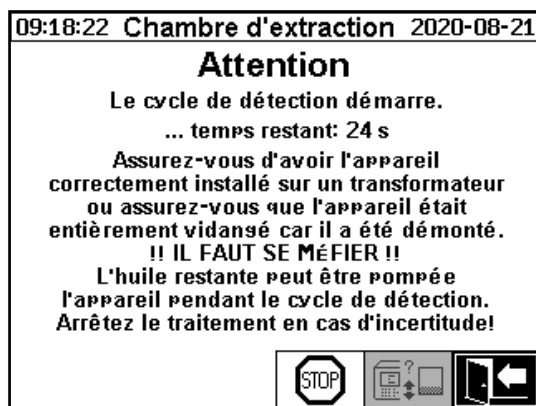 09:18:22 Chambre d'extraction 2020-08-21
Attention
Le cycle de détection démarre.
... temps restant: 24 s
Assurez-vous d'avoir l'appareil
correctement installé sur un transformateur
ou assurez-vous que l'appareil était
entièrement vidangé car il a été démonté.
!! IL FAUT SE MéFIER !!
L'huile restante peut être pompée
l'appareil pendant le cycle de détection.
Arrêtez le traitement en cas d'incertitude!
STOP
?